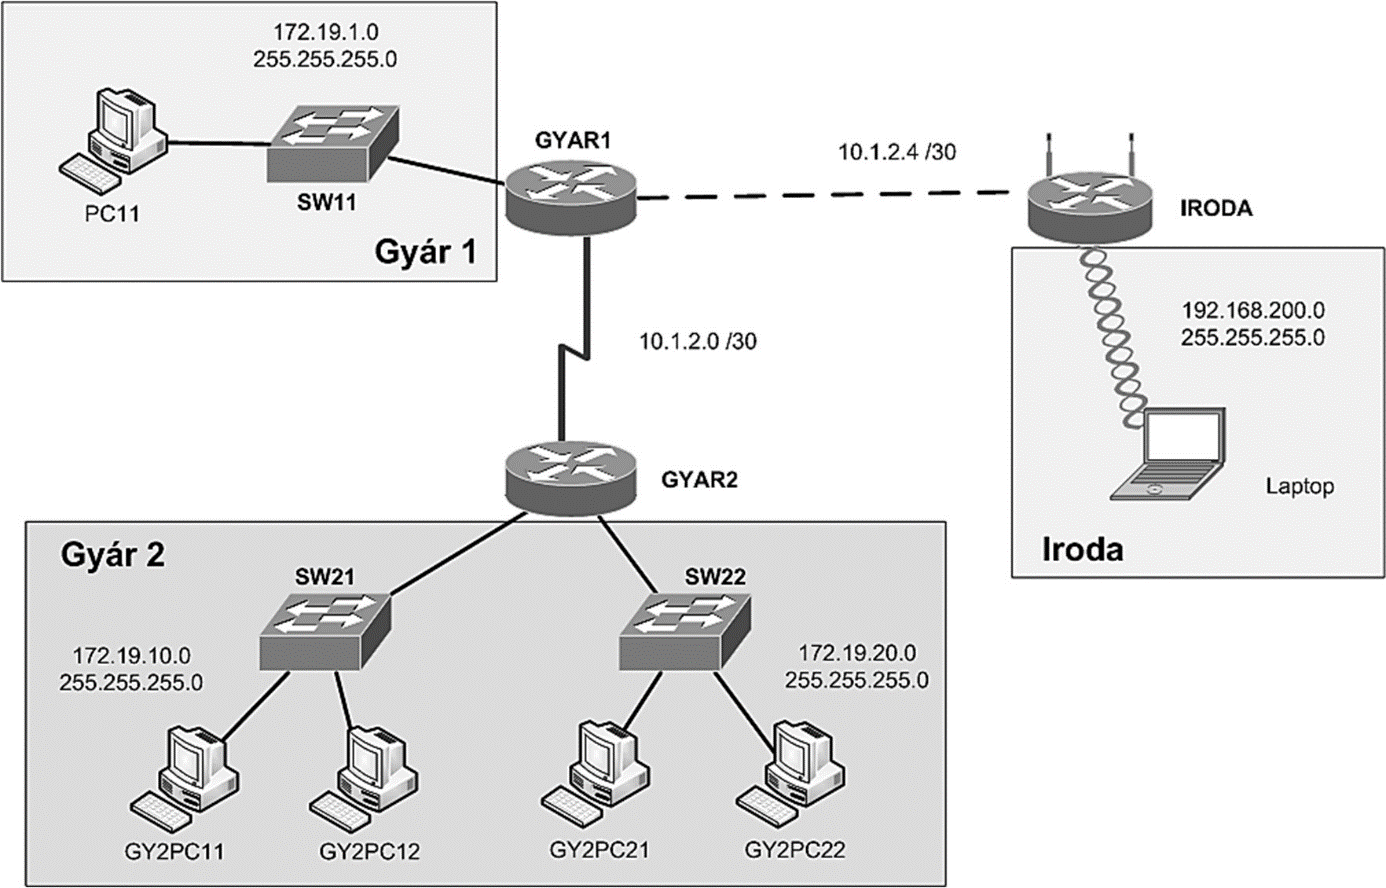 172.19.1.0
255.255.255.0
PC11
SW11
Gyár 1
GYAR1
10.1.2.4 /30
IRODA
192.168.200.0
255.255.255.0
Laptop
Iroda
10.1.2.0 /30
GYAR2
Gyár 2
SW21
SW22
172.19.10.0
255.255.255.0
172.19.20.0
255.255.255.0
GY2PC11
GY2PC12
GY2PC21
GY2PC22